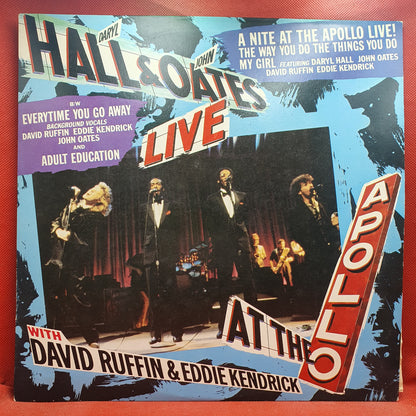 DARYL
HALL & JOHN
OATES
LIVE
A NITE AT THE APOLLO LIVE!
THE WAY YOU DO THE THINGS YOU DO
MY GIRL FEATURING DARYL HALL JOHN OATES
DAVID RUFFIN EDDIE KENDRICK
B/W
EVERYTIME YOU GO AWAY
BACKGROUND VOCALS
DAVID RUFFIN EDDIE KENDRICK
JOHN OATES
AND
ADULT EDUCATION
AT THE
APOLLO
WITH
DAVID RUFFIN & EDDIE KENDRICK